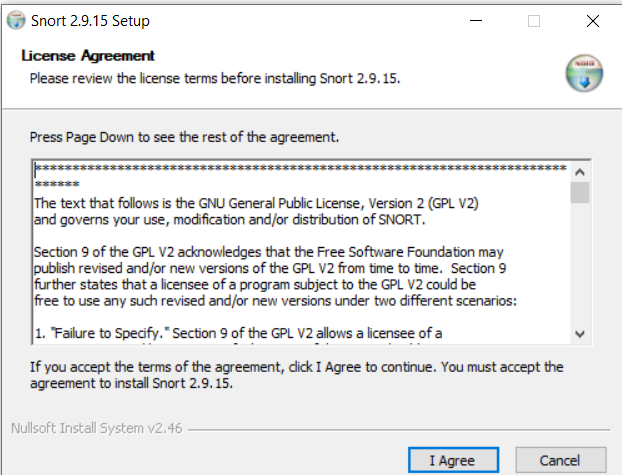 Snort 2.9.15 Setup
License Agreement
Please review the license terms before installing Snort 2.9.15.
Press Page Down to see the rest of the agreement.
***************************************************************************
******
The text that follows is the GNU General Public License, Version 2 (GPL V2)
and governs your use, modification and/or distribution of SNORT.
Section 9 of the GPL V2 acknowledges that the Free Software Foundation may
publish revised and/or new versions of the GPL V2 from time to time.  Section 9
further states that a licensee of a program subject to the GPL V2 could be
free to use any such revised and/or new versions under two different scenarios:
1. "Failure to Specify." Section 9 of the GPL V2 allows a licensee of a
If you accept the terms of the agreement, click I Agree to continue. You must accept the
agreement to install Snort 2.9.15.
Nullsoft Install System v2.46
I Agree
Cancel